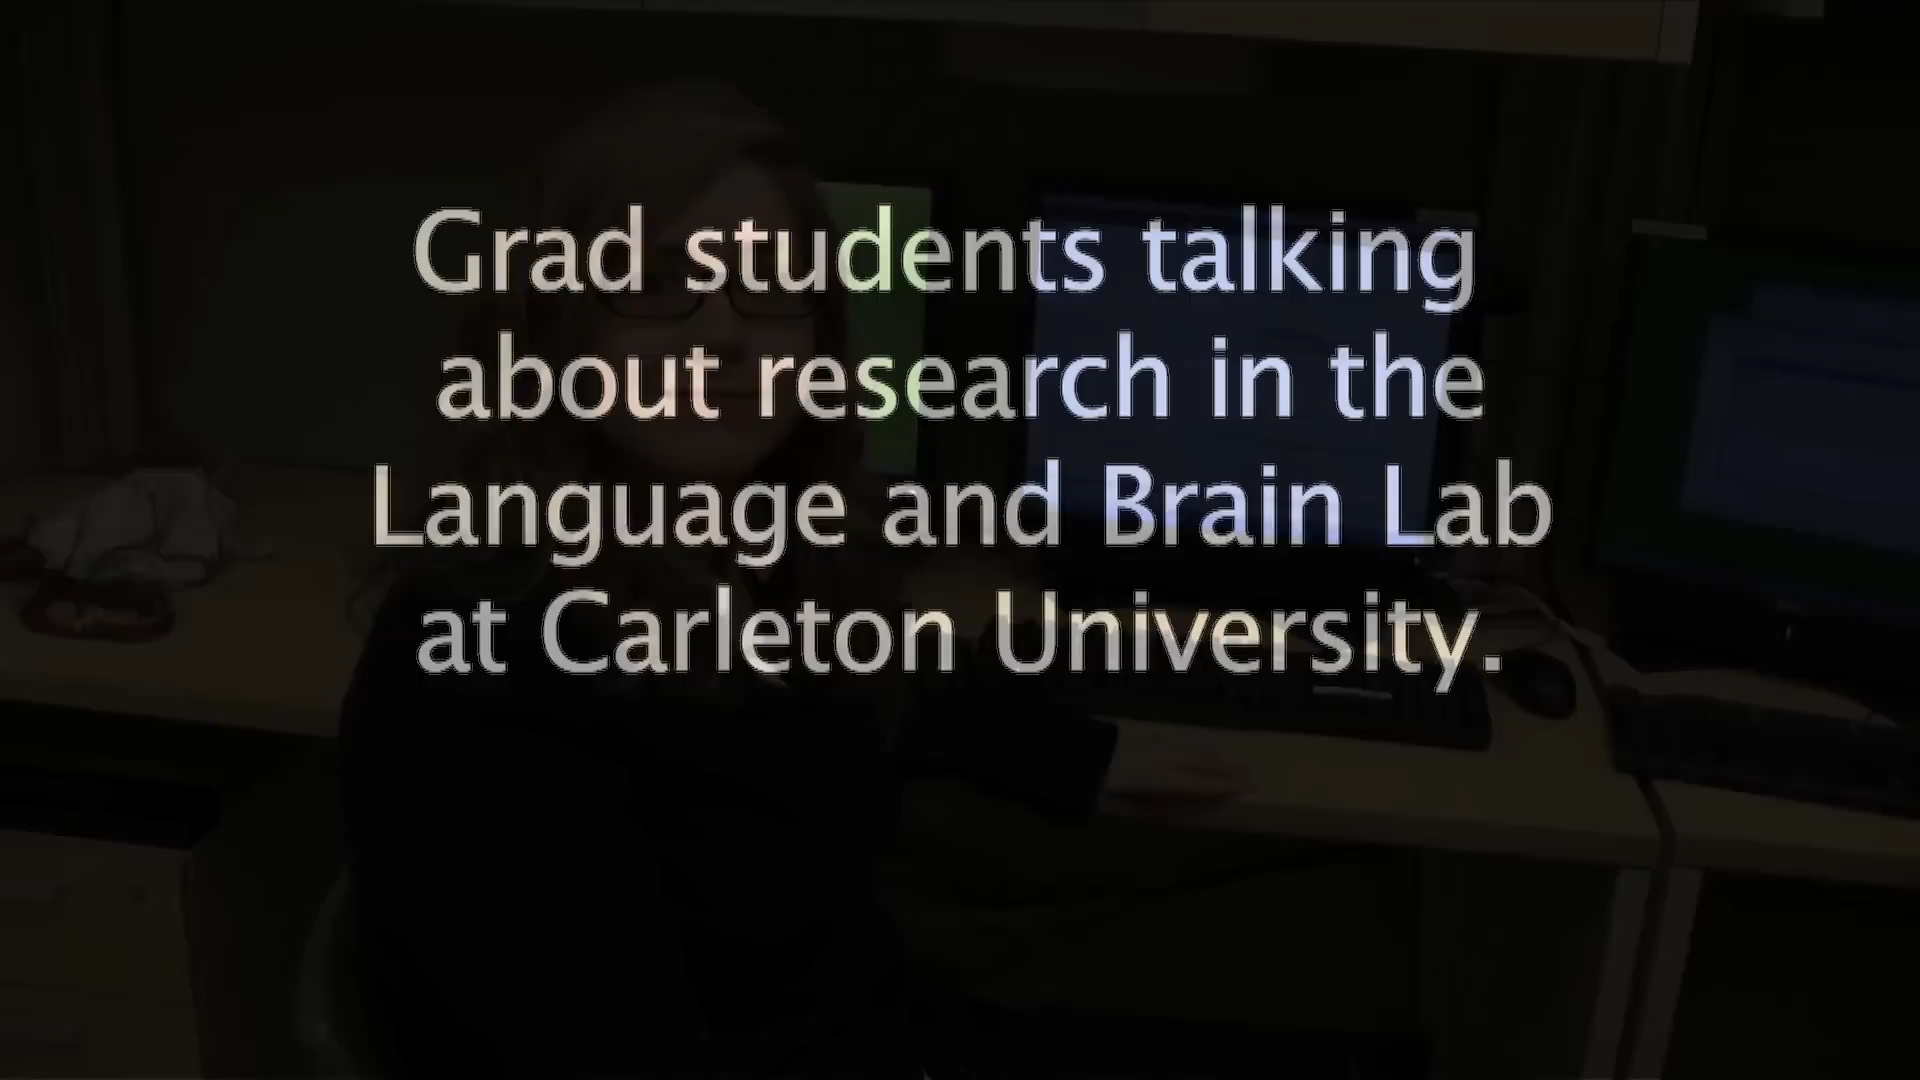 Grad students talking
about research in the
Language and Brain Lab
at Carleton University.